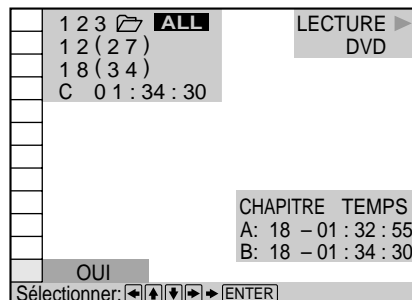 1 2 3 ALL
1 2 ( 2 7 )
1 8 ( 3 4 )
C 0 1 : 3 4 : 3 0
LECTURE
DVD
CHAPITRE TEMPS
A: 18 – 01 : 32 : 55
B: 18 – 01 : 34 : 30
OUI
Sélectionner: ENTER